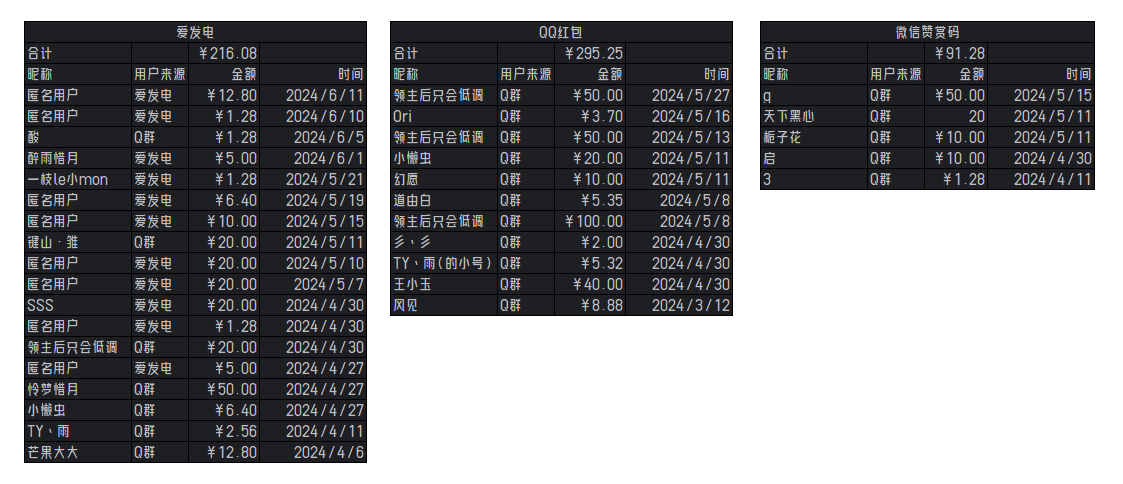 爱发电
合计 ￥216.08
昵称 用户来源 金额 时间
匿名用户 爱发电 ￥12.80 2024/6/11
匿名用户 爱发电 ￥1.28 2024/6/10
酸 Q群 ￥1.28 2024/6/5
醉雨惜月 爱发电 ￥5.00 2024/6/1
一枝le小mon 爱发电 ￥1.28 2024/5/21
匿名用户 爱发电 ￥6.40 2024/5/19
匿名用户 爱发电 ￥10.00 2024/5/15
键山·雏 Q群 ￥20.00 2024/5/11
匿名用户 爱发电 ￥20.00 2024/5/10
匿名用户 爱发电 ￥20.00 2024/5/7
SSS 爱发电 ￥20.00 2024/4/30
匿名用户 爱发电 ￥1.28 2024/4/30
领主后只会低调 Q群 ￥20.00 2024/4/30
匿名用户 爱发电 ￥5.00 2024/4/27
怜梦惜月 Q群 ￥50.00 2024/4/27
小懒虫 Q群 ￥6.40 2024/4/27
TY丶雨 Q群 ￥2.56 2024/4/11
芒果大大 Q群 ￥12.80 2024/4/6
QQ红包
合计 ￥295.25
昵称 用户来源 金额 时间
领主后只会低调 Q群 ￥50.00 2024/5/27
Ori Q群 ￥3.70 2024/5/16
领主后只会低调 Q群 ￥50.00 2024/5/13
小懒虫 Q群 ￥20.00 2024/5/11
幻愿 Q群 ￥10.00 2024/5/11
道由白 Q群 ￥5.35 2024/5/8
领主后只会低调 Q群 ￥100.00 2024/5/8
彡丶彡 Q群 ￥2.00 2024/4/30
TY丶雨(的小号) Q群 ￥5.32 2024/4/30
王小玉 Q群 ￥40.00 2024/4/30
风见 Q群 ￥8.88 2024/3/12
微信赞赏码
合计 ￥91.28
昵称 用户来源 金额 时间
q Q群 ￥50.00 2024/5/15
天下黑心 Q群 20 2024/5/11
栀子花 Q群 ￥10.00 2024/5/11
启 Q群 ￥10.00 2024/4/30
3 Q群 ￥1.28 2024/4/11